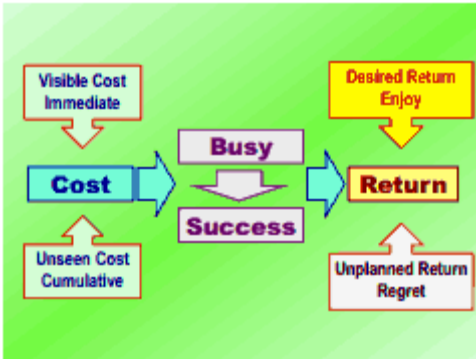 Visible Cost
Immediate
Desired Return
Enjoy
Busy
Cost
Return
Success
Unseen Cost
Cumulative
Unplanned Return
Regret